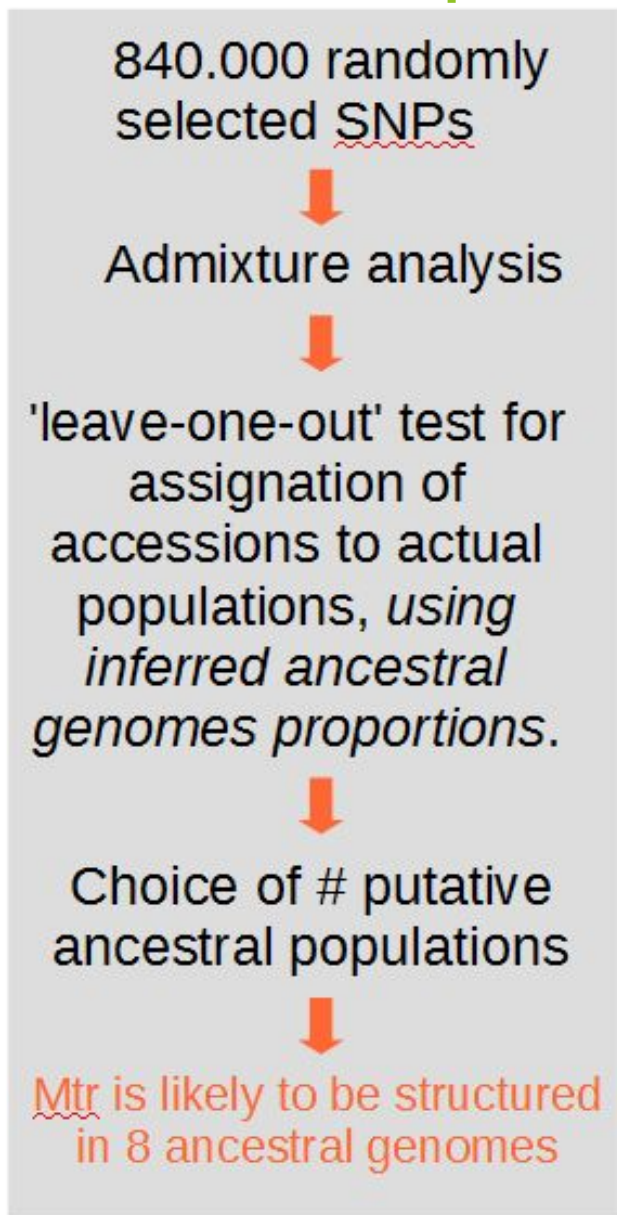 840.000 randomly
selected SNPs
Admixture analysis
'leave-one-out' test for
assignation of
accessions to actual
populations, using
inferred ancestral
genomes proportions.
Choice of # putative
ancestral populations
Mtr is likely to be structured
in 8 ancestral genomes